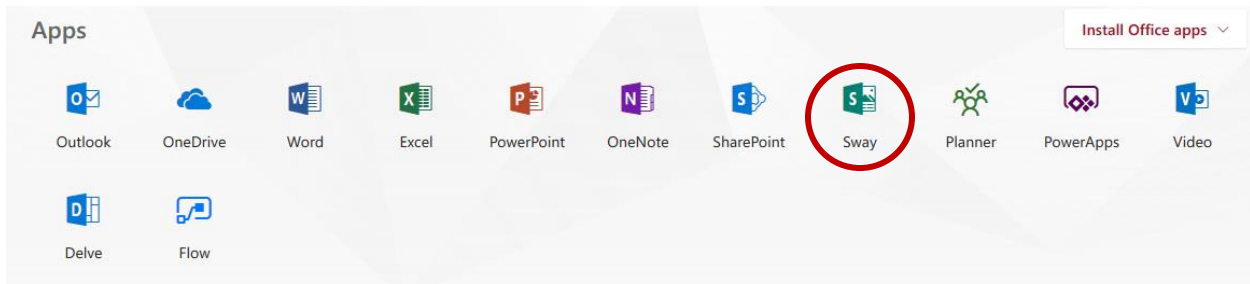 Apps
Install Office apps
Outlook OneDrive Word Excel PowerPoint OneNote SharePoint Sway Planner PowerApps Video
Delve Flow